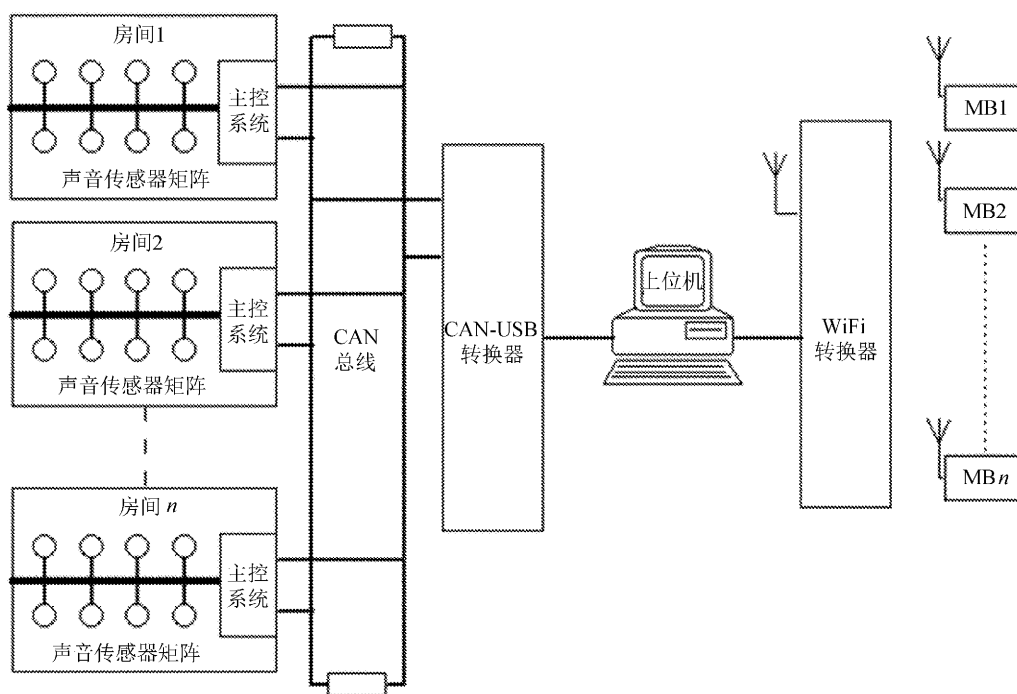 房间1
主控
系统
声音传感器矩阵
房间2
主控
系统
声音传感器矩阵
房间 n
主控
系统
声音传感器矩阵
CAN
总线
CAN-USB
转换器
上位机
WiFi
转换器
MB1
MB2
MBn